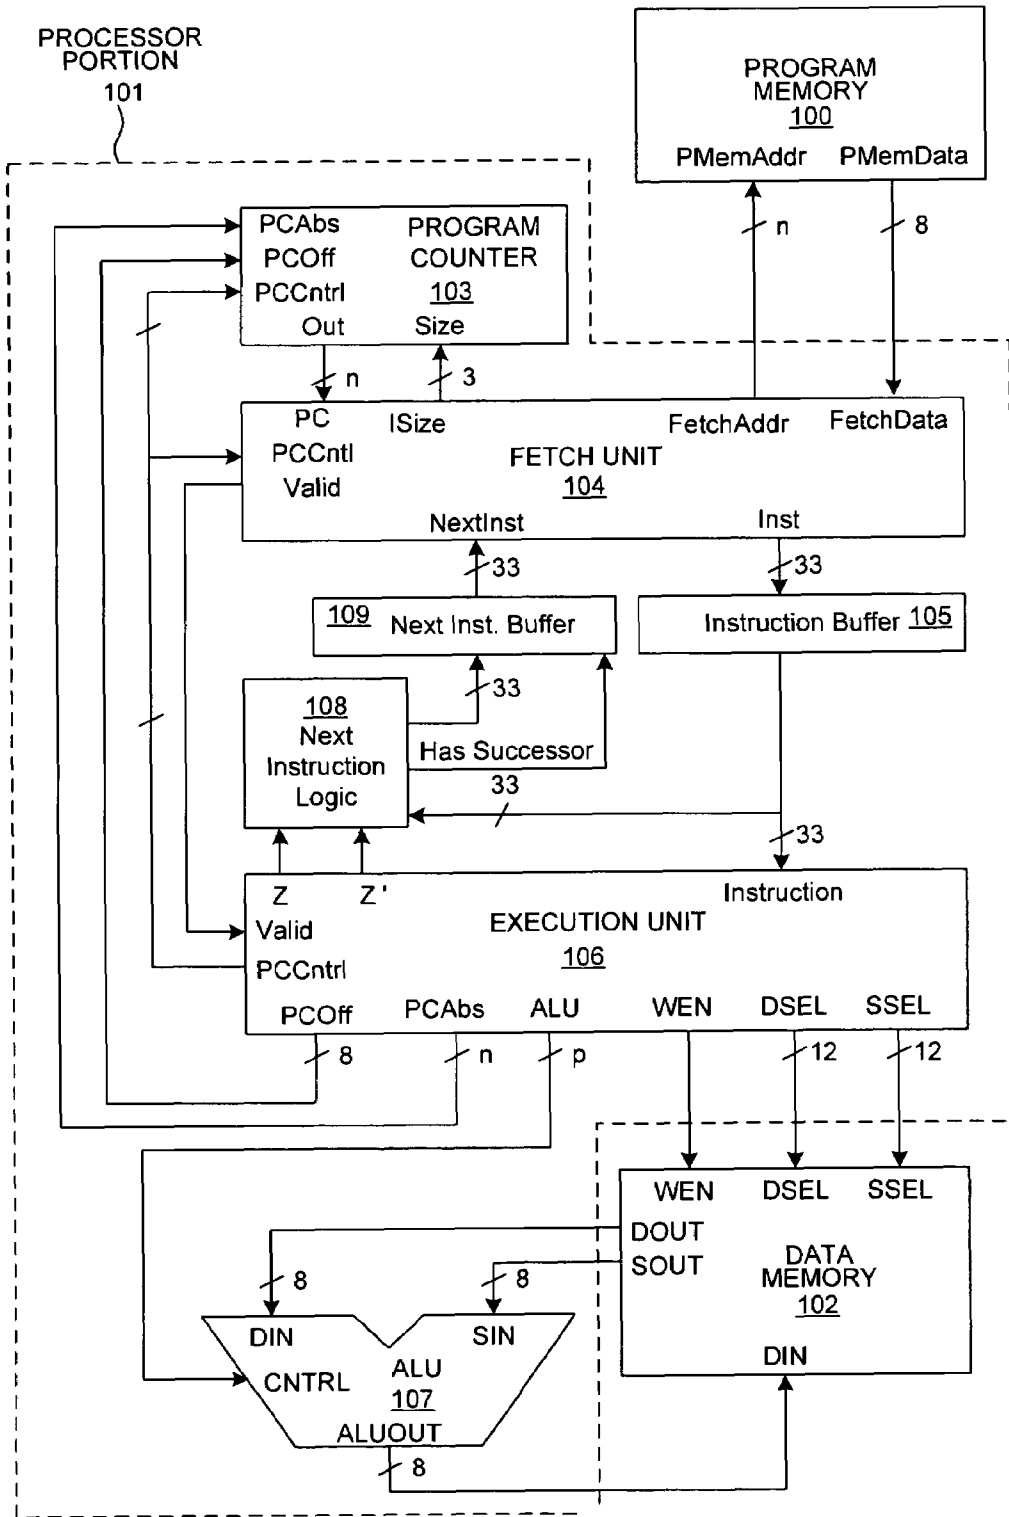 PROCESSOR
PORTION
101
PROGRAM
MEMORY
100
PMemAddr PMemData
n
8
PCAbs
PCOff
PCCntrl
PROGRAM
COUNTER
103
Out Size
n
3
PC ISize FetchAddr FetchData
PCCntl
Valid
FETCH UNIT
104
NextInst Inst
33
33
109 Next Inst. Buffer
Instruction Buffer 105
33
108
Next
Instruction
Logic
Has Successor
33
33
Z Z' Instruction
Valid
PCCntrl
EXECUTION UNIT
106
PCOff PCAbs ALU WEN DSEL SSEL
8
n
p
12
12
WEN DSEL SSEL
DOUT
SOUT
DATA
MEMORY
102
DIN
8
8
DIN SIN
CNTRL
ALU
107
ALUOUT
8